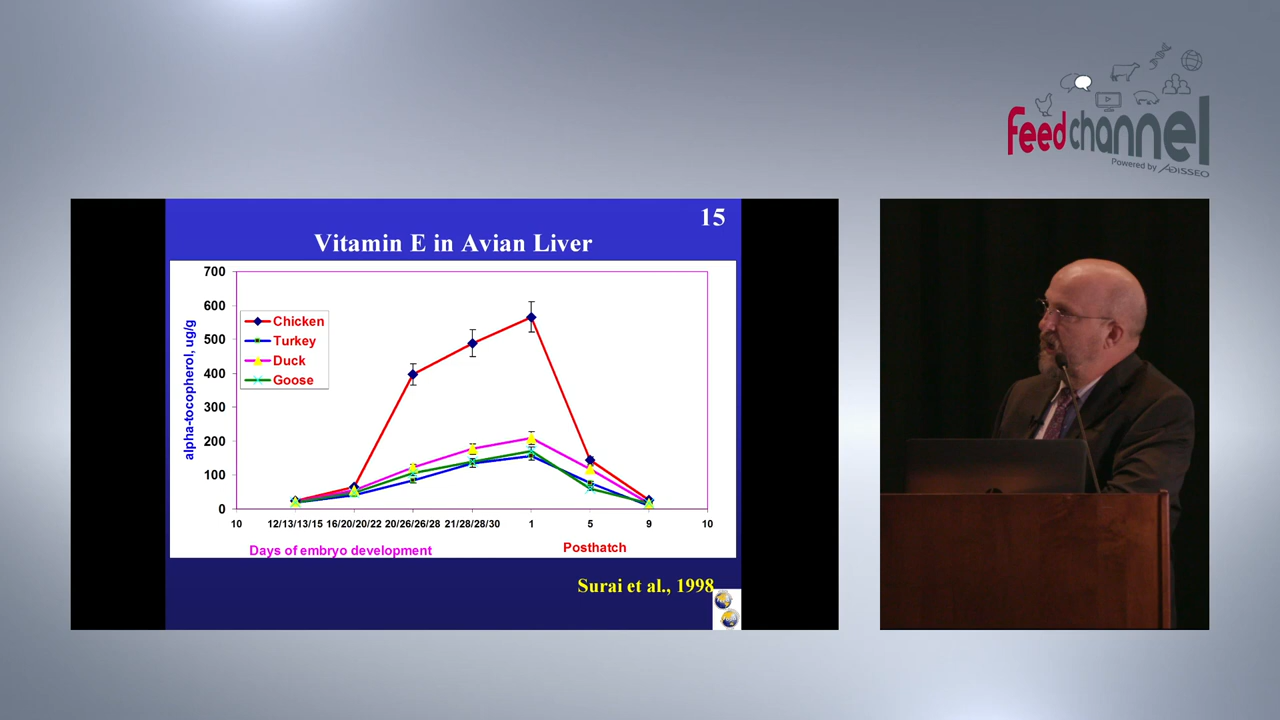 feedchannel
Powered by ADISSEO
15
Vitamin E in Avian Liver
700
600
500
400
300
200
100
0
alpha-tocopherol, ug/g
Chicken
Turkey
Duck
Goose
10 12/13/13/15 16/20/20/22 20/26/26/28 21/28/28/30 1 5 9 10
Days of embryo development
Posthatch
Surai et al., 1998